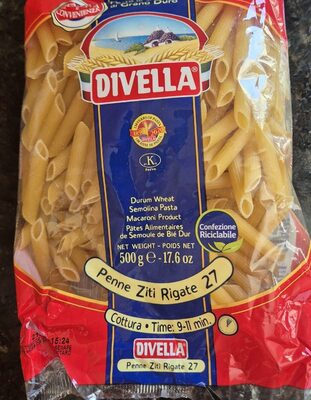 CONVENIENZA
di Grano Duro
DIVELLA
K
Durum Wheat
Semolina Pasta
Macaroni Product
Pâtes Alimentaires
de Semoule de Blé Dur
NET WEIGHT - POIDS NET
500 g e - 17.6 oz
Confezione
Riciclabile
Penne Ziti Rigate 27
Cottura • Time: 9-11 min.
DIVELLA
Penne Ziti Rigate 27